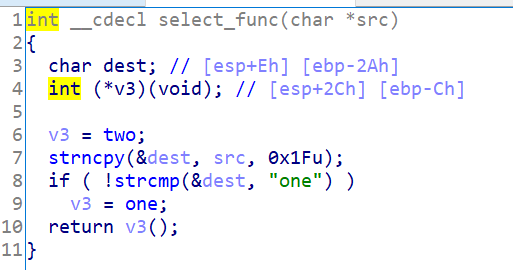 1 int __cdecl select_func(char *src)
2 {
3   char dest; // [esp+Eh] [ebp-2Ah]
4   int (*v3)(void); // [esp+2Ch] [ebp-Ch]
5
6   v3 = two;
7   strncpy(&dest, src, 0x1Fu);
8   if ( !strcmp(&dest, "one") )
9     v3 = one;
10   return v3();
11 }